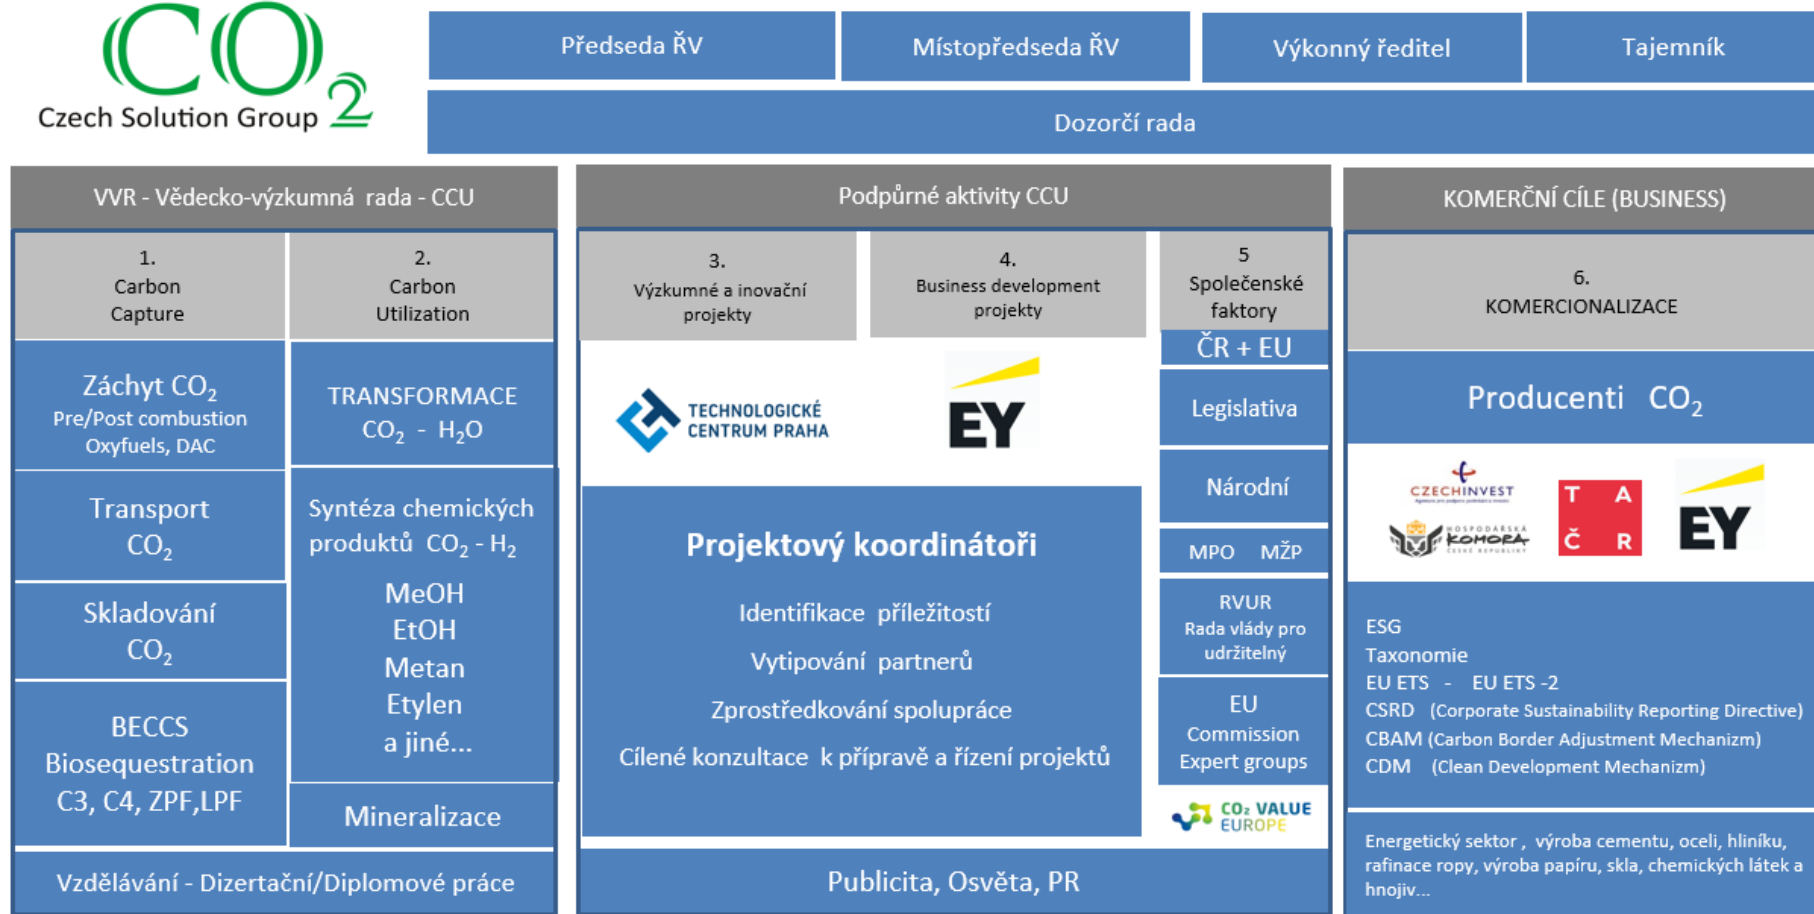 CO2
Czech Solution Group
Předseda ŘV
Místopředseda ŘV
Výkonný ředitel
Tajemník
Dozorčí rada
VVR - Vědecko-výzkumná rada - CCU
1.
Carbon
Capture
2.
Carbon
Utilization
Záchyt CO₂
Pre/Post combustion
Oxyfuels, DAC
Transport
CO₂
Skladování
CO₂
BECCS
Biosequestration
C3, C4, ZPF,LPF
TRANSFORMACE
CO₂ - H₂O
Syntéza chemických
produktů CO₂ - H₂
MeOH
EtOH
Metan
Etylen
a jiné...
Mineralizace
Vzdělávání - Dizertační/Diplomové práce
Podpůrné aktivity CCU
3.
Výzkumné a inovační
projekty
4.
Business development
projekty
5
Společenské
faktory
TECHNOLOGICKÉ
CENTRUM PRAHA
EY
Projektový koordinátoři
Identifikace příležitostí
Vytipování partnerů
Zprostředkování spolupráce
Cílené konzultace k přípravě a řízení projektů
ČR + EU
Legislativa
Národní
MPO MŽP
RVUR
Rada vlády pro
udržitelný
EU
Commission
Expert groups
CO₂ VALUE
EUROPE
Publicita, Osvěta, PR
KOMERČNÍ CÍLE (BUSINESS)
6.
KOMERCIONALIZACE
Producenti CO₂
CZECHINVEST
HOSPODÁŘSKÁ
KOMORA
ČESKÉ REPUBLIKY
T A
Č R
EY
ESG
Taxonomie
EU ETS - EU ETS -2
CSRD (Corporate Sustainability Reporting Directive)
CBAM (Carbon Border Adjustment Mechanizm)
CDM (Clean Development Mechanizm)
Energetický sektor , výroba cementu, oceli, hliníku,
rafinace ropy, výroba papíru, skla, chemických látek a
hnojiv...